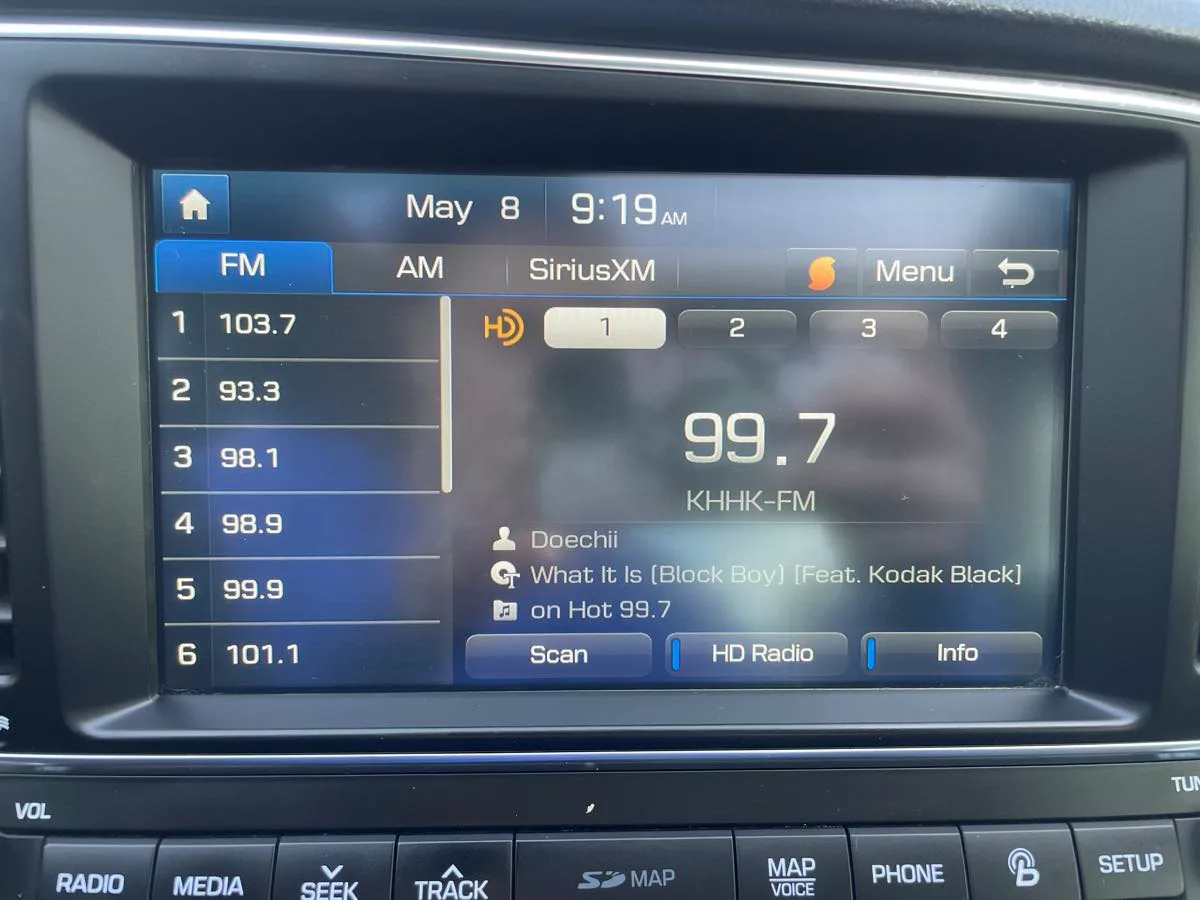 May 8 9:19 AM
FM AM SiriusXM Menu
1 103.7
2 93.3
3 98.1
4 98.9
5 99.9
6 101.1
HD 1 2 3 4
99.7
KHHK-FM
Doechii
What It Is (Block Boy) [Feat. Kodak Black]
on Hot 99.7
Scan HD Radio Info
VOL
TUN
RADIO MEDIA SEEK TRACK SD MAP MAP VOICE PHONE SETUP